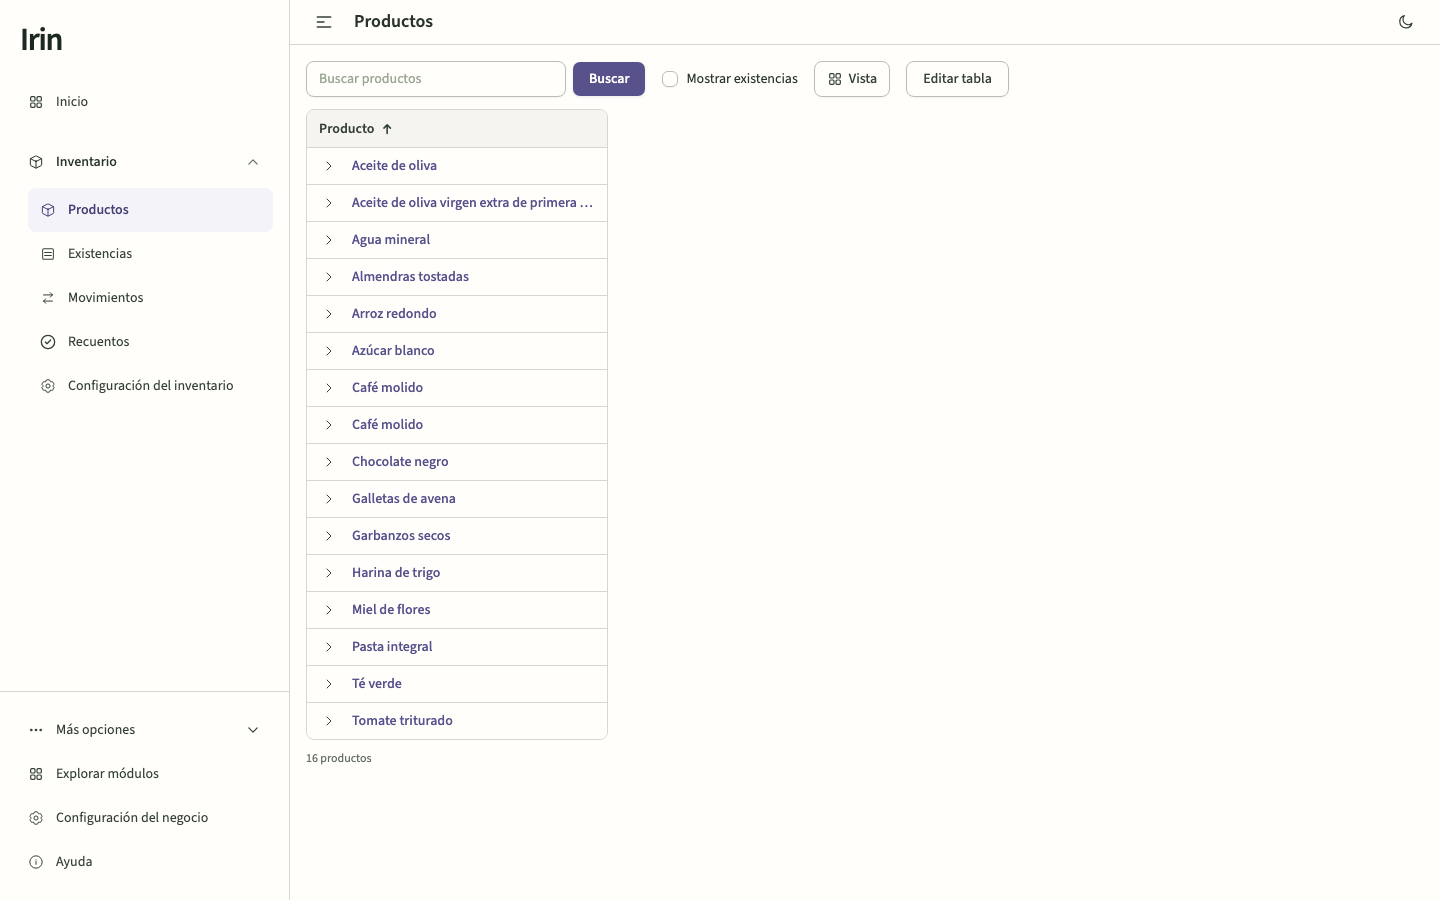 Irin
Inicio
Inventario
Productos
Existencias
Movimientos
Recuentos
Configuración del inventario
Más opciones
Explorar módulos
Configuración del negocio
Ayuda
Productos
Buscar productos
Buscar
Mostrar existencias
Vista
Editar tabla
Producto
Aceite de oliva
Aceite de oliva virgen extra de primera ...
Agua mineral
Almendras tostadas
Arroz redondo
Azúcar blanco
Café molido
Café molido
Chocolate negro
Galletas de avena
Garbanzos secos
Harina de trigo
Miel de flores
Pasta integral
Té verde
Tomate triturado
16 productos